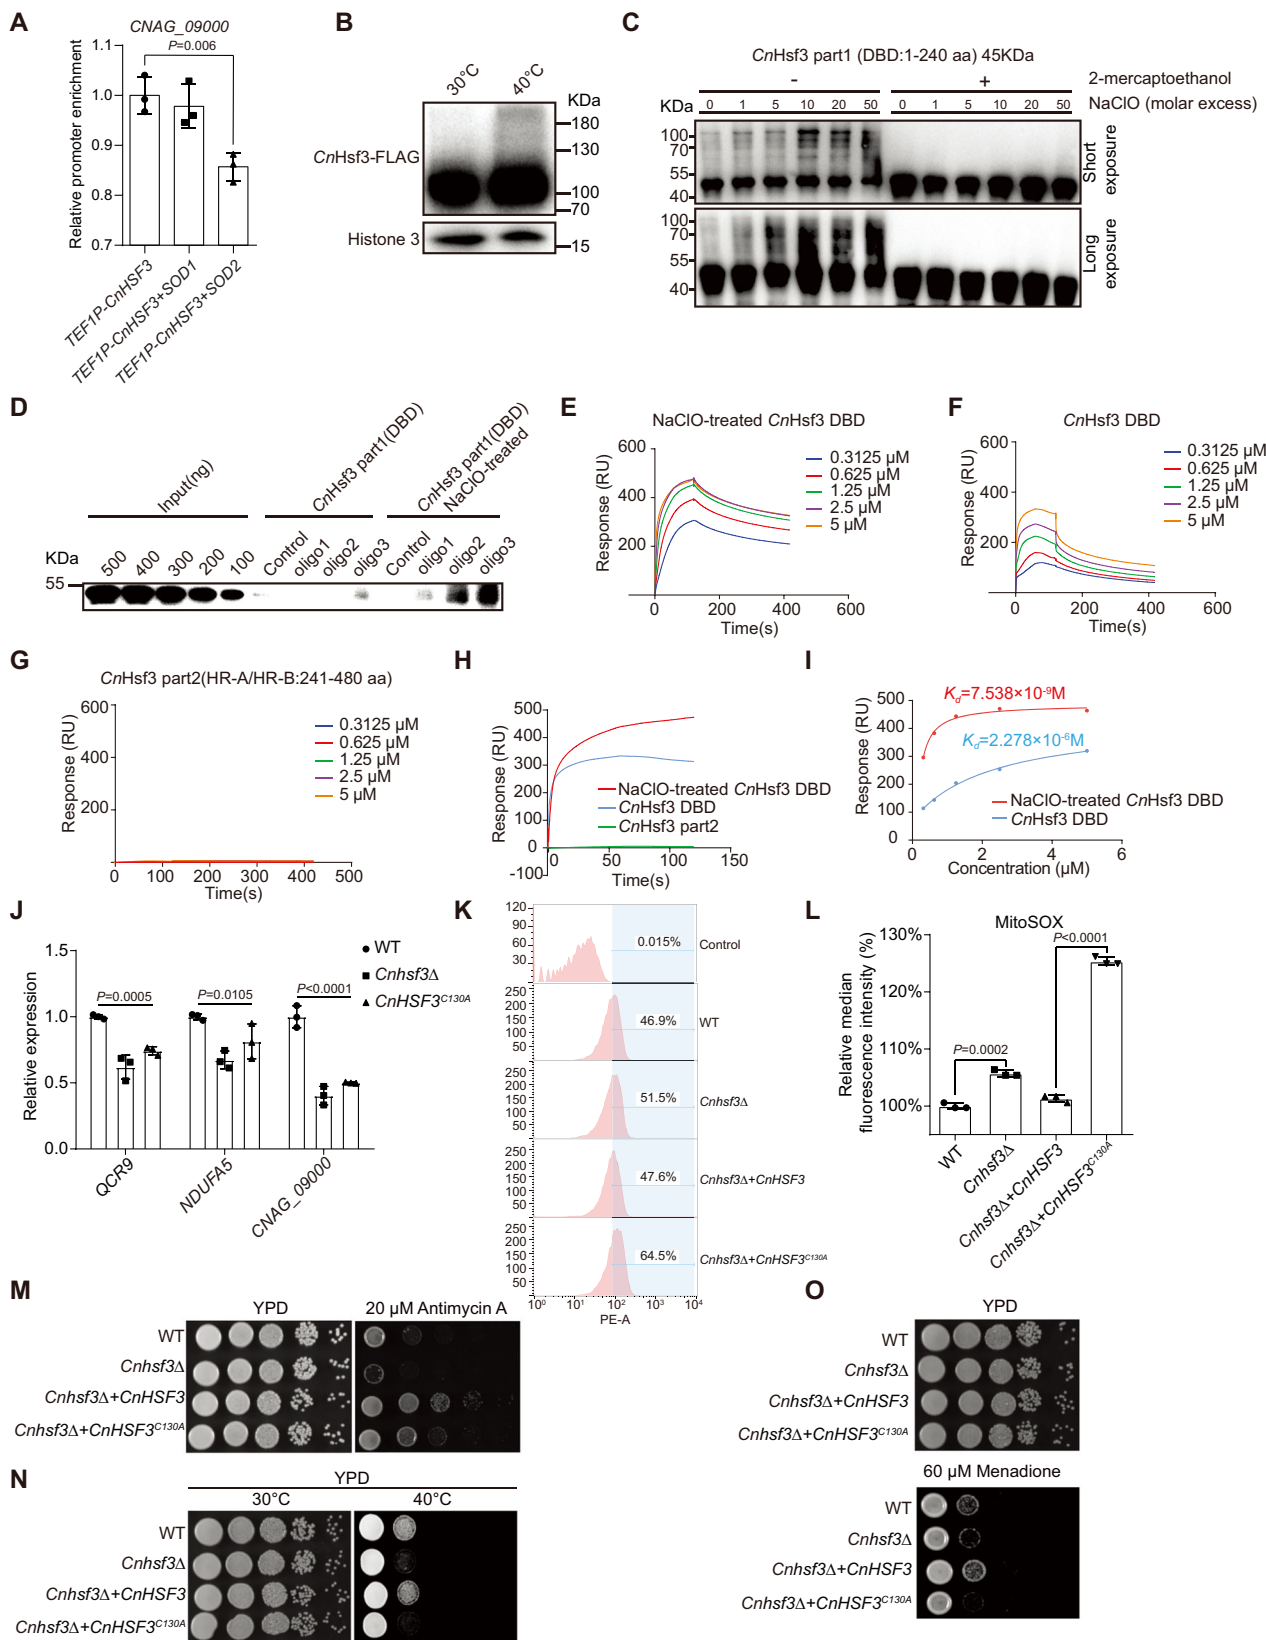 A
CNAG_09000
P=0.006
1.1
1.0
0.9
0.8
0.7
Relative promoter enrichment
TEF1P-CnHSF3
TEF1P-CnHSF3+SOD1
TEF1P-CnHSF3+SOD2
B
30°C
40°C
KDa
180
130
CnHsf3-FLAG
100
70
Histone 3
15
C
CnHsf3 part1 (DBD:1-240 aa) 45KDa
- + 2-mercaptoethanol
KDa 0 1 5 10 20 50 0 1 5 10 20 50 NaClO (molar excess)
100
70
55
40
Short exposure
100
70
55
40
Long exposure
D
Input(ng)
CnHsf3 part1(DBD)
CnHsf3 part1(DBD) NaClO-treated
KDa 500 400 300 200 100 Control oligo1 oligo2 oligo3 Control oligo1 oligo2 oligo3
55
E
NaClO-treated CnHsf3 DBD
600
400
200
Response (RU)
0.3125 µM
0.625 µM
1.25 µM
2.5 µM
5 µM
0 200 400 600
Time(s)
F
CnHsf3 DBD
600
400
200
Response (RU)
0.3125 µM
0.625 µM
1.25 µM
2.5 µM
5 µM
0 200 400 600
Time(s)
G
CnHsf3 part2(HR-A/HR-B:241-480 aa)
600
400
200
Response (RU)
0.3125 µM
0.625 µM
1.25 µM
2.5 µM
5 µM
0 100 200 300 400 500
Time(s)
H
500
400
300
200
100
0
-100
Response (RU)
NaClO-treated CnHsf3 DBD
CnHsf3 DBD
CnHsf3 part2
0 50 100 150
Time(s)
I
500
400
300
200
100
0
Response (RU)
Kd=7.538×10-9M
Kd=2.278×10-6M
NaClO-treated CnHsf3 DBD
CnHsf3 DBD
0 2 4 6
Concentration (µM)
J
1.5
1.0
0.5
0.0
Relative expression
WT
Cnhsf3Δ
CnHSF3C130A
P=0.0005
P=0.0105
P<0.0001
QCR9
NDUFA5
CNAG_09000
K
120
90
60
30
0.015%
Control
250
200
150
100
50
46.9%
WT
250
200
150
100
50
51.5%
Cnhsf3Δ
250
200
150
100
50
47.6%
Cnhsf3Δ+CnHSF3
250
200
150
100
50
64.5%
Cnhsf3Δ+CnHSF3C130A
10⁰ 10¹ 10² 10³ 10⁴
PE-A
L
MitoSOX
130%
120%
110%
100%
Relative median fluorescence intensity (%)
P=0.0002
P<0.0001
WT
Cnhsf3Δ
Cnhsf3Δ+CnHSF3
Cnhsf3Δ+CnHSF3C130A
M
YPD 20 µM Antimycin A
WT
Cnhsf3Δ
Cnhsf3Δ+CnHSF3
Cnhsf3Δ+CnHSF3C130A
N
YPD
30°C 40°C
WT
Cnhsf3Δ
Cnhsf3Δ+CnHSF3
Cnhsf3Δ+CnHSF3C130A
O
YPD
WT
Cnhsf3Δ
Cnhsf3Δ+CnHSF3
Cnhsf3Δ+CnHSF3C130A
60 µM Menadione
WT
Cnhsf3Δ
Cnhsf3Δ+CnHSF3
Cnhsf3Δ+CnHSF3C130A